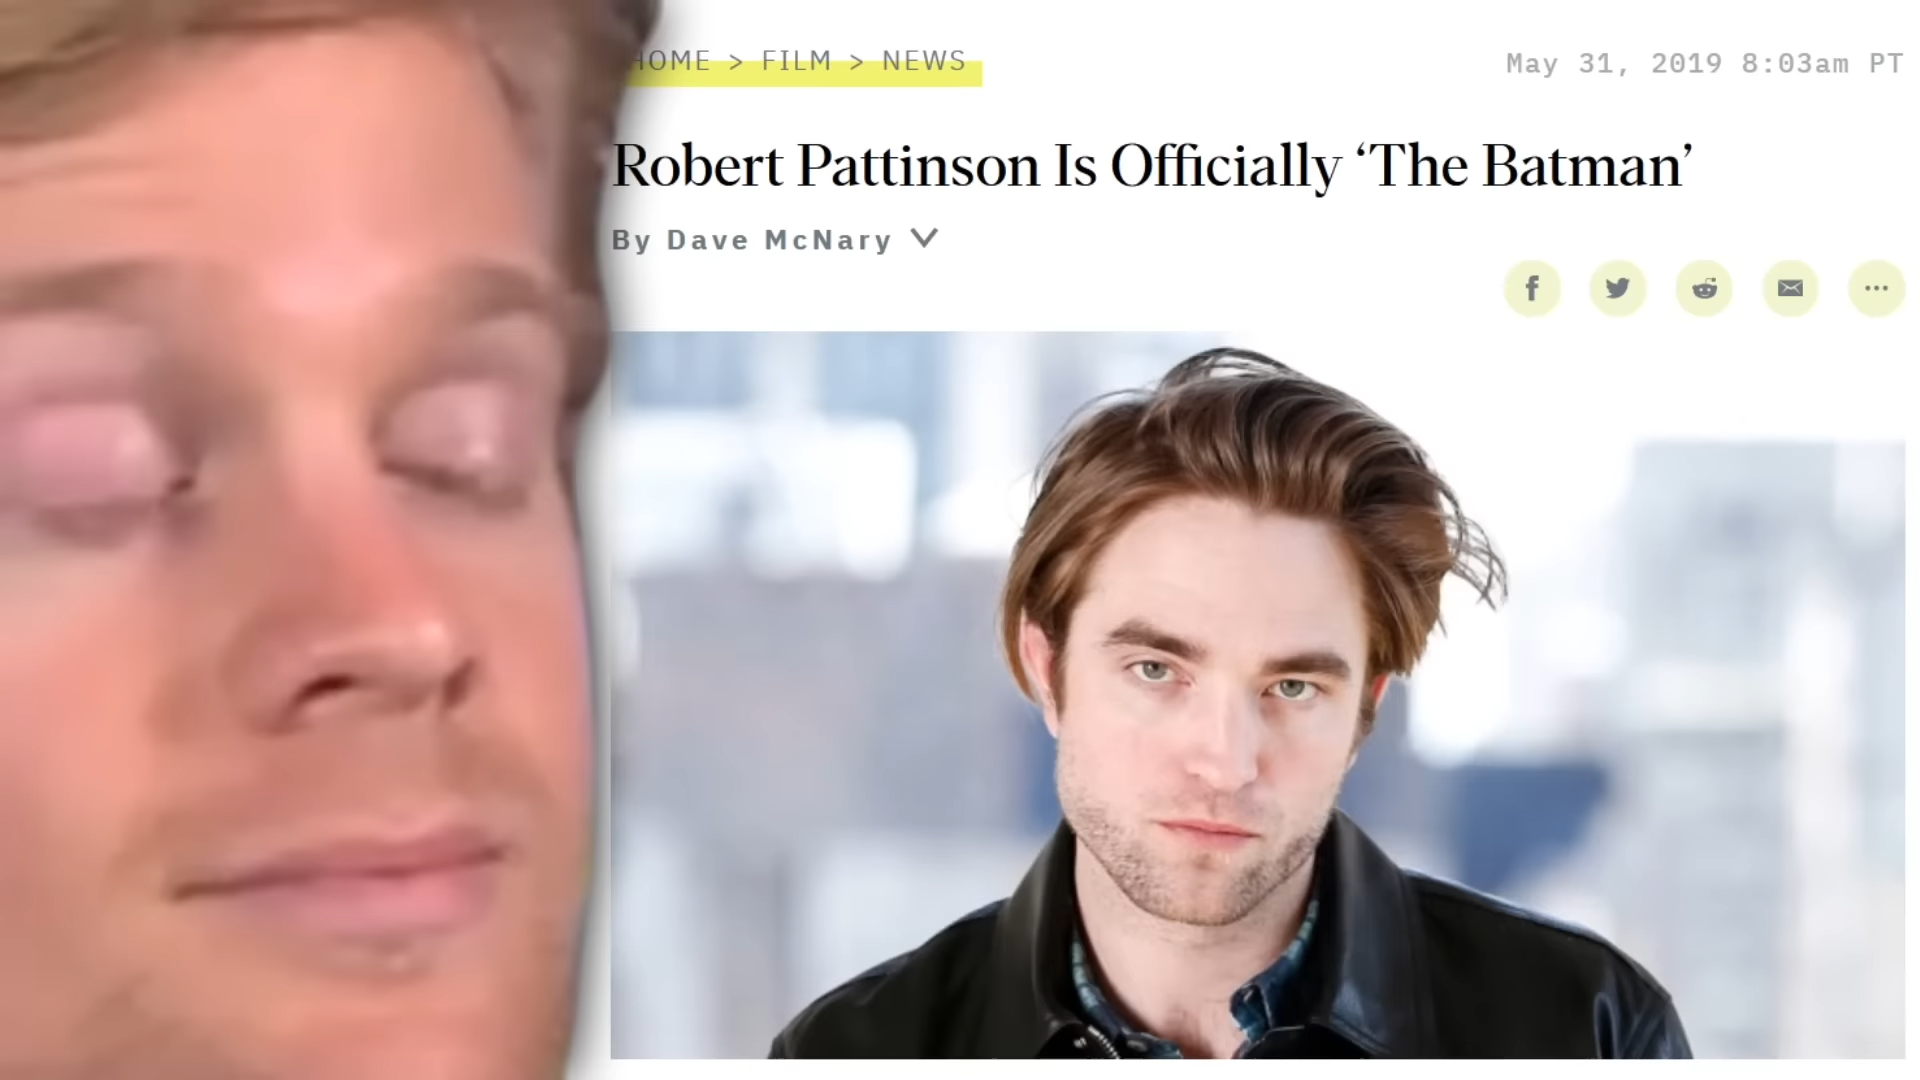 HOME > FILM > NEWS
May 31, 2019 8:03am PT
Robert Pattinson Is Officially ‘The Batman’
By Dave McNary